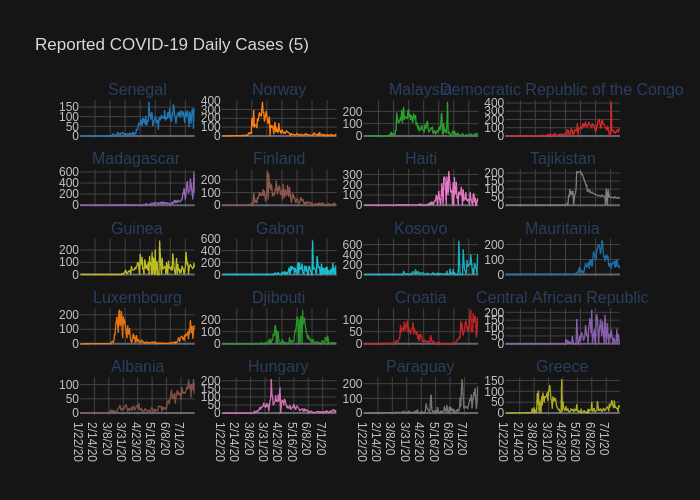 Reported COVID-19 Daily Cases (5)
Senegal Norway Malaysia Democratic Republic of the Congo
150 100 50 0
400 300 200 100 0
200 100 0
400 300 200 100 0
Madagascar Finland Haiti Tajikistan
600 400 200 0
200 100 0
300 200 100 0
200 150 100 50 0
Guinea Gabon Kosovo Mauritania
200 100 0
600 400 200 0
600 400 200 0
200 100 0
Luxembourg Djibouti Croatia Central African Republic
200 100 0
200 100 0
100 50 0
200 150 100 50 0
Albania Hungary Paraguay Greece
100 50 0
200 150 100 50 0
200 100 0
150 100 50 0
1/22/20 2/14/20 3/8/20 3/31/20 4/23/20 5/16/20 6/8/20 7/1/20
1/22/20 2/14/20 3/8/20 3/31/20 4/23/20 5/16/20 6/8/20 7/1/20
1/22/20 2/14/20 3/8/20 3/31/20 4/23/20 5/16/20 6/8/20 7/1/20
1/22/20 2/14/20 3/8/20 3/31/20 4/23/20 5/16/20 6/8/20 7/1/20